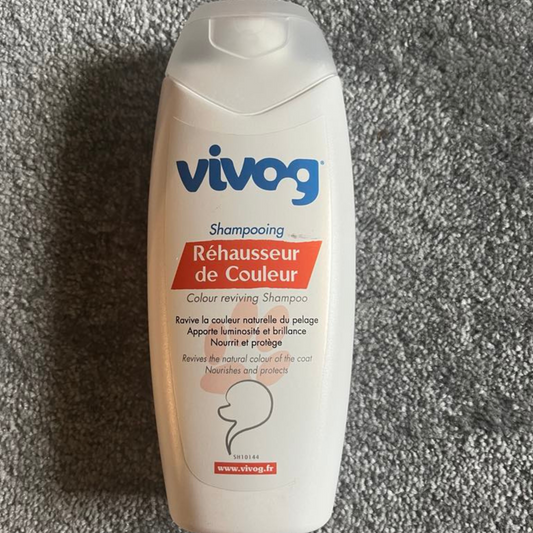 vivog
Shampooing
Réhausseur
de Couleur
Colour reviving Shampoo
Ravive la couleur naturelle du pelage
Apporte luminosité et brillance
Nourrit et protège
Revives the natural colour of the coat
Nourishes and protects
SH10144
www.vivog.fr